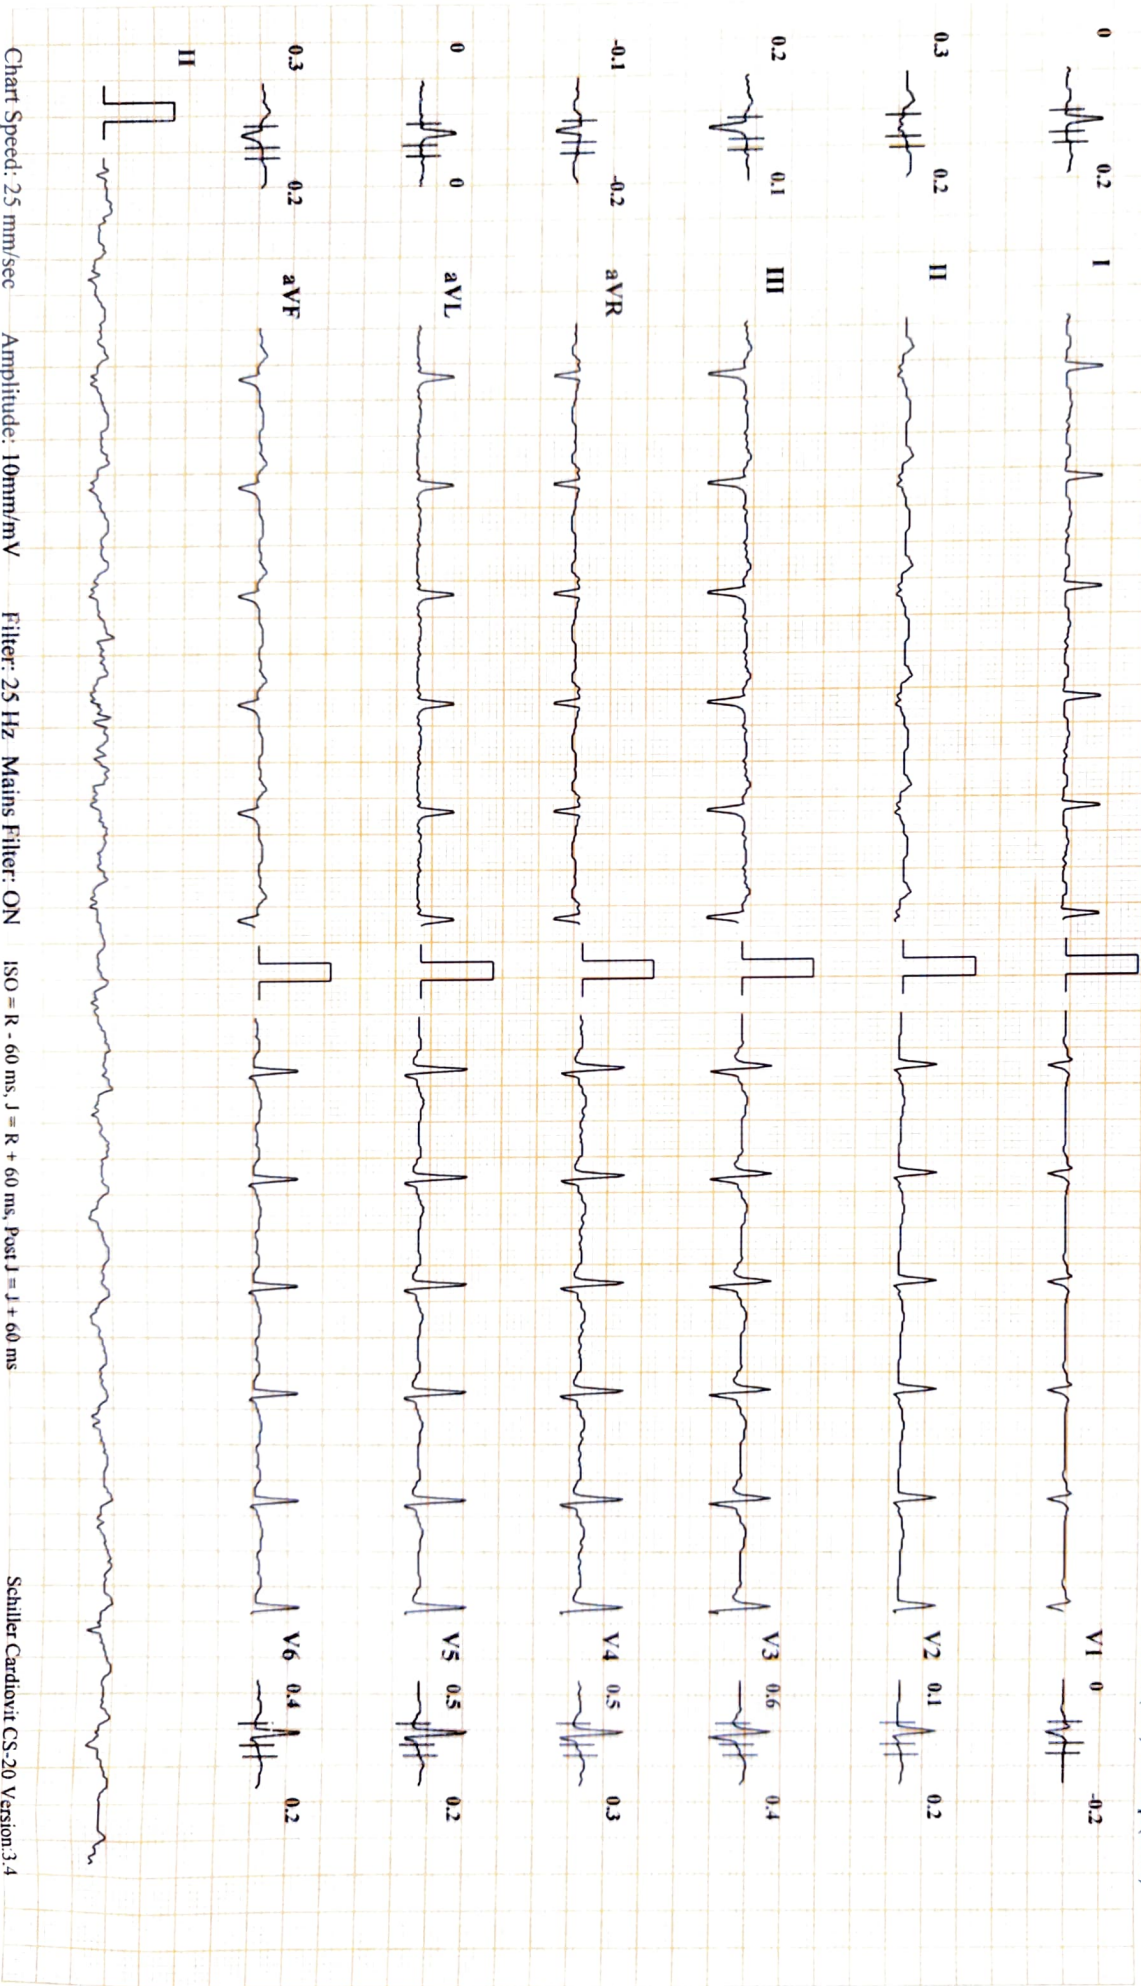 0 0.2 I V1 0 -0.2
0.3 0.2 II V2 0.1 0.2
0.2 0.1 III V3 0.6 0.4
-0.1 -0.2 aVR V4 0.5 0.3
0 0 aVL V5 0.5 0.2
0.3 0.2 aVF V6 0.4 0.2
II
Chart Speed: 25 mm/sec Amplitude: 10mm/mV Filter: 25 Hz Mains Filter: ON ISO = R - 60 ms, J = R + 60 ms, Post J = J + 60 ms Schiller Cardiovit CS-20 Version:3.4